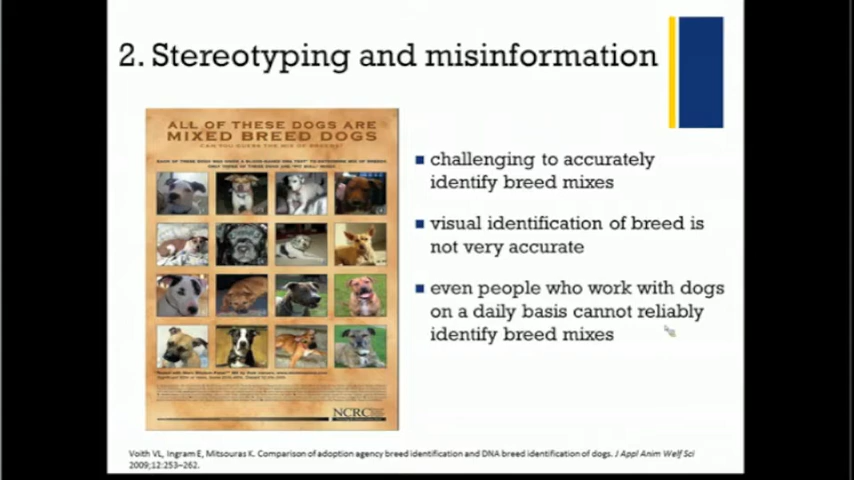 2. Stereotyping and misinformation
ALL OF THESE DOGS ARE
MIXED BREED DOGS
CAN YOU GUESS THE MIX OF BREEDS?
challenging to accurately
identify breed mixes
visual identification of breed is
not very accurate
even people who work with dogs
on a daily basis cannot reliably
identify breed mixes
NCRC
Voith VL, Ingram E, Mitsouras K. Comparison of adoption agency breed identification and DNA breed identification of dogs. J Appl Anim Welf Sci
2009;12:253–262.